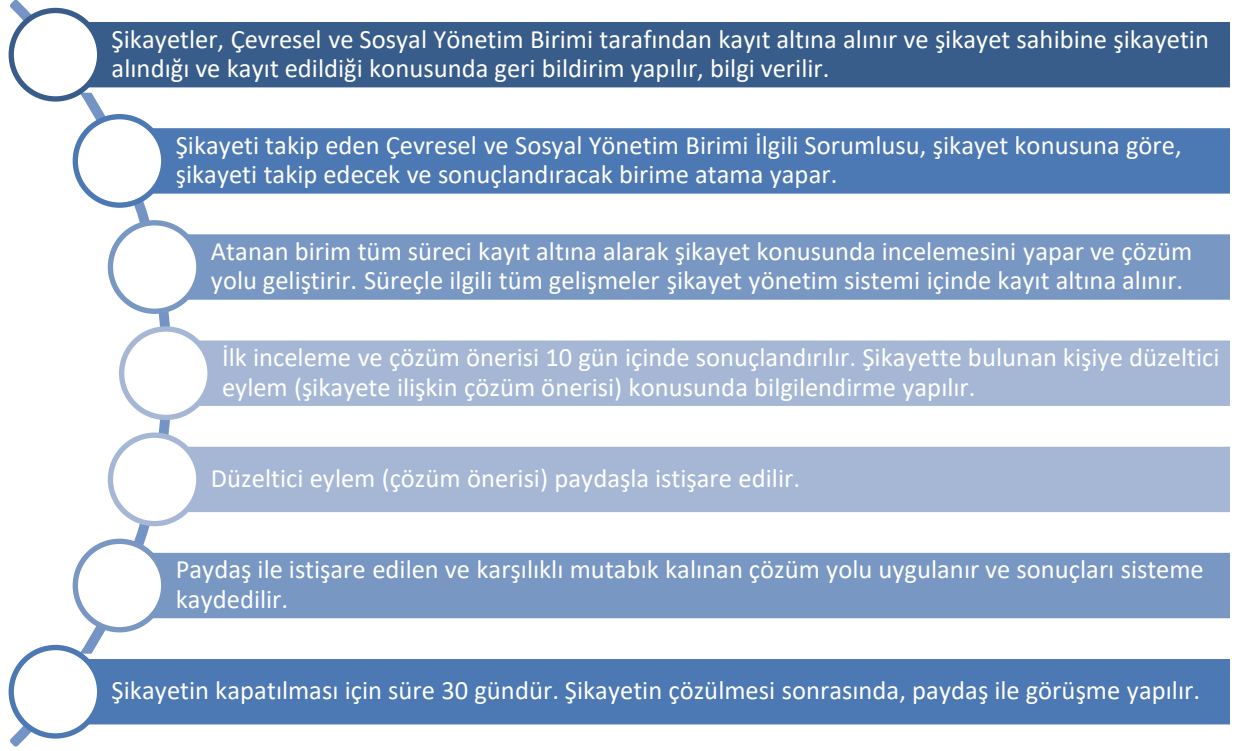 Şikayetler, Çevresel ve Sosyal Yönetim Birimi tarafından kayıt altına alınır ve şikayet sahibine şikayetin
alındığı ve kayıt edildiği konusunda geri bildirim yapılır, bilgi verilir.
Şikayeti takip eden Çevresel ve Sosyal Yönetim Birimi İlgili Sorumlusu, şikayet konusuna göre,
şikayeti takip edecek ve sonuçlandıracak birime atama yapar.
Atanan birim tüm süreci kayıt altına alarak şikayet konusunda incelemesini yapar ve çözüm
yolu geliştirir. Süreçle ilgili tüm gelişmeler şikayet yönetim sistemi içinde kayıt altına alınır.
İlk inceleme ve çözüm önerisi 10 gün içinde sonuçlandırılır. Şikayette bulunan kişiye düzeltici
eylem (şikayete ilişkin çözüm önerisi) konusunda bilgilendirme yapılır.
Düzeltici eylem (çözüm önerisi) paydaşla istişare edilir.
Paydaş ile istişare edilen ve karşılıklı mutabık kalınan çözüm yolu uygulanır ve sonuçları sisteme
kaydedilir.
Şikayetin kapatılması için süre 30 gündür. Şikayetin çözülmesi sonrasında, paydaş ile görüşme yapılır.